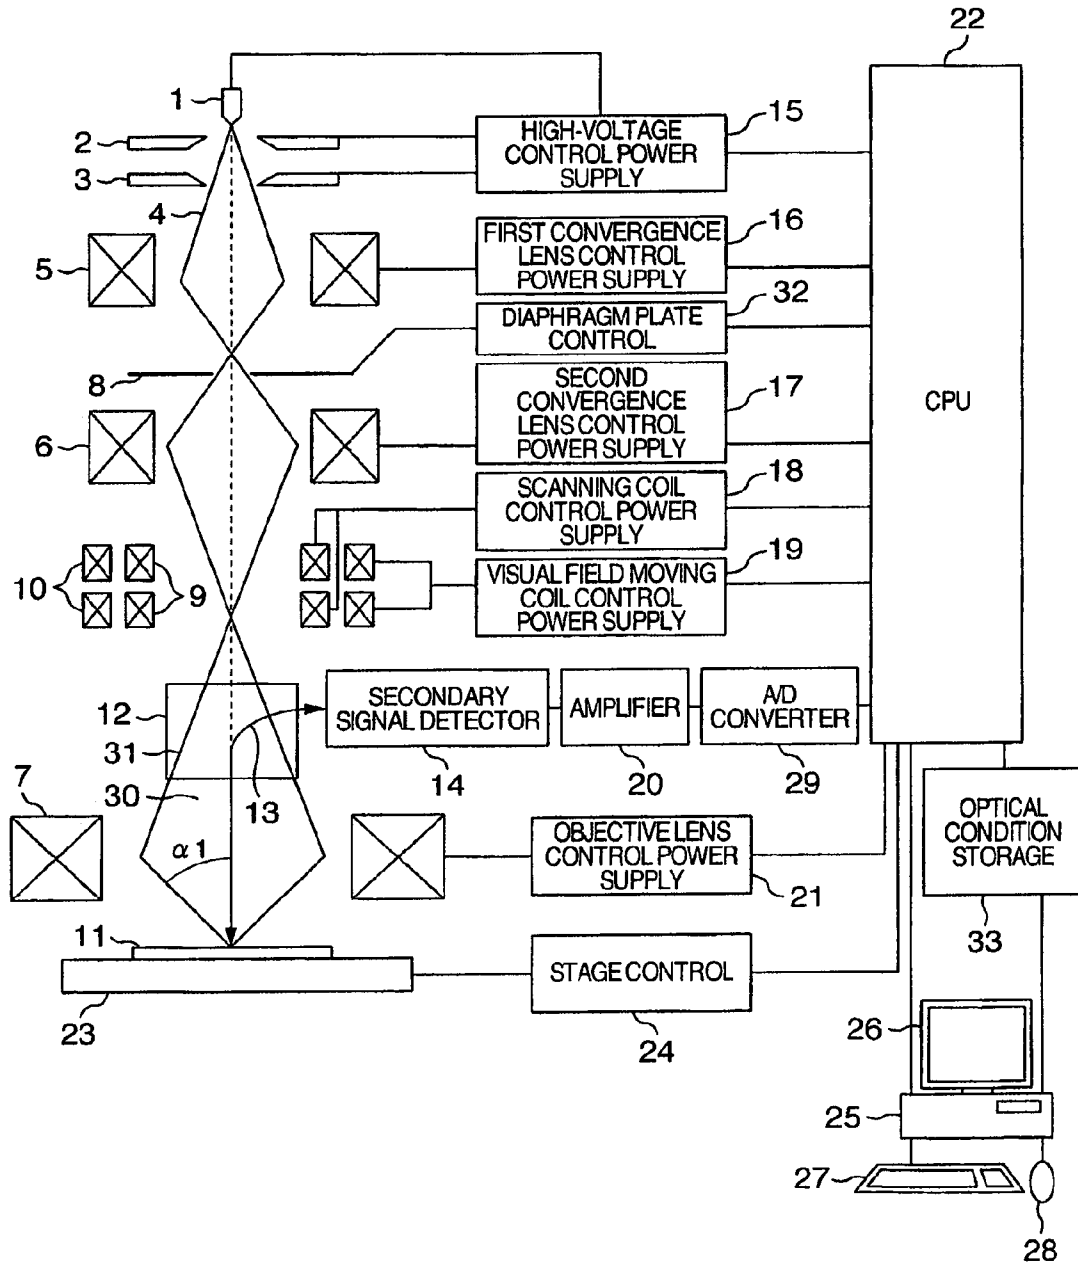 22
1
HIGH-VOLTAGE
CONTROL POWER
SUPPLY
15
2
3
4
FIRST CONVERGENCE
LENS CONTROL
POWER SUPPLY
16
5
32
DIAPHRAGM PLATE
CONTROL
8
SECOND
CONVERGENCE
LENS CONTROL
POWER SUPPLY
17
CPU
6
18
SCANNING COIL
CONTROL POWER
SUPPLY
19
10
9
VISUAL FIELD MOVING
COIL CONTROL
POWER SUPPLY
12
SECONDARY
SIGNAL DETECTOR
AMPLIFIER
A/D
CONVERTER
31
13
14
20
29
7
30
α1
OBJECTIVE LENS
CONTROL POWER
SUPPLY
21
OPTICAL
CONDITION
STORAGE
33
11
STAGE CONTROL
23
24
26
25
27
28